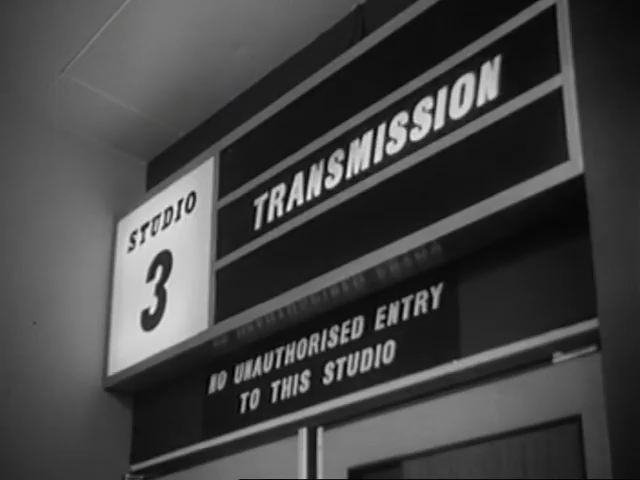 STUDIO
3
TRANSMISSION
NO UNAUTHORISED ENTRY
TO THIS STUDIO